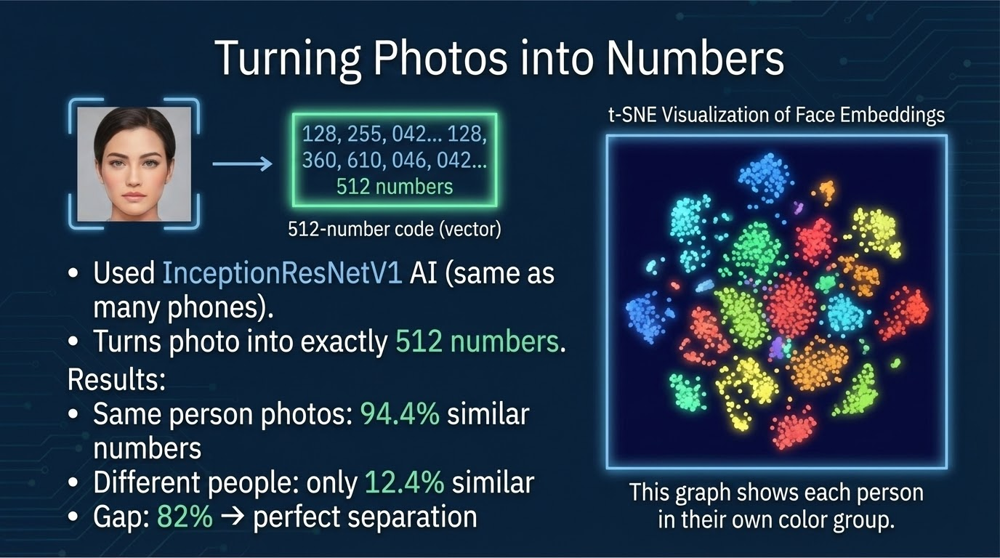 Turning Photos into Numbers
128, 255, 042... 128,
360, 610, 046, 042...
512 numbers
512-number code (vector)
• Used InceptionResNetV1 AI (same as
many phones).
• Turns photo into exactly 512 numbers.
Results:
• Same person photos: 94.4% similar
numbers
• Different people: only 12.4% similar
• Gap: 82% → perfect separation
t-SNE Visualization of Face Embeddings
This graph shows each person
in their own color group.